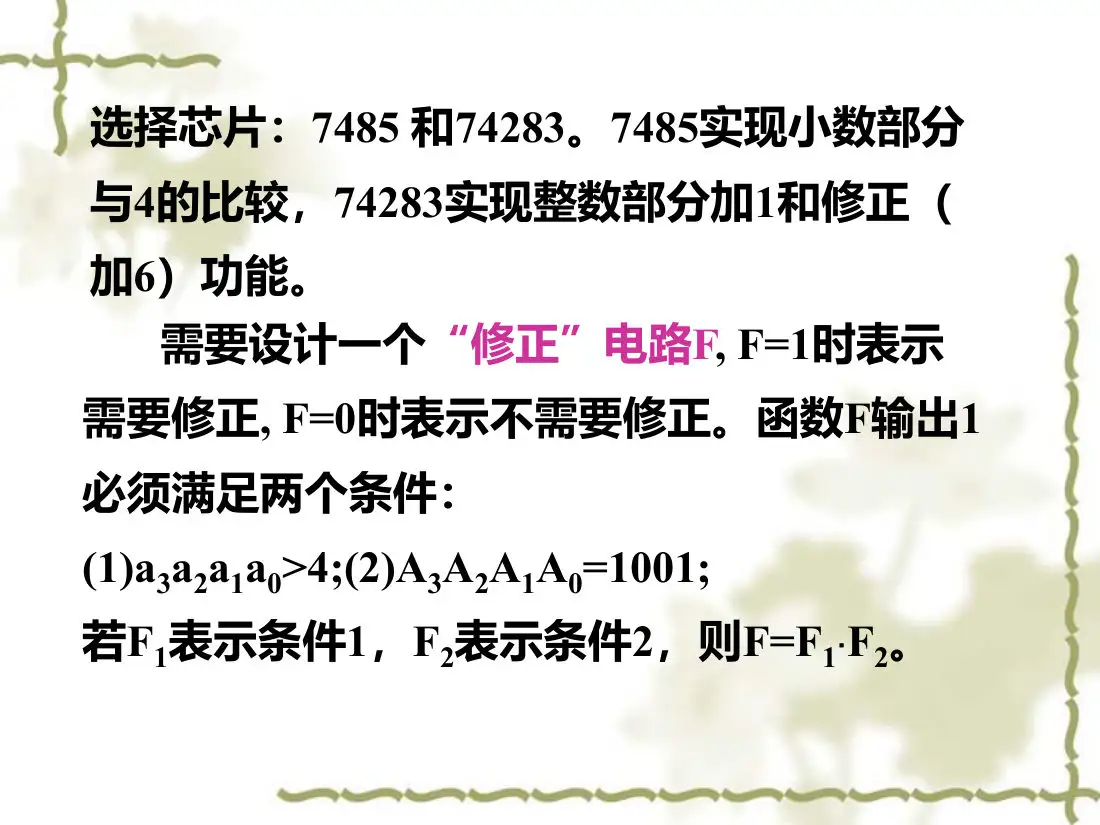 选择芯片：7485 和74283。7485实现小数部分
与4的比较，74283实现整数部分加1和修正（
加6）功能。
需要设计一个“修正”电路F, F=1时表示
需要修正, F=0时表示不需要修正。函数F输出1
必须满足两个条件：
(1)a₃a₂a₁a₀>4;(2)A₃A₂A₁A₀=1001;
若F₁表示条件1，F₂表示条件2，则F=F₁·F₂。